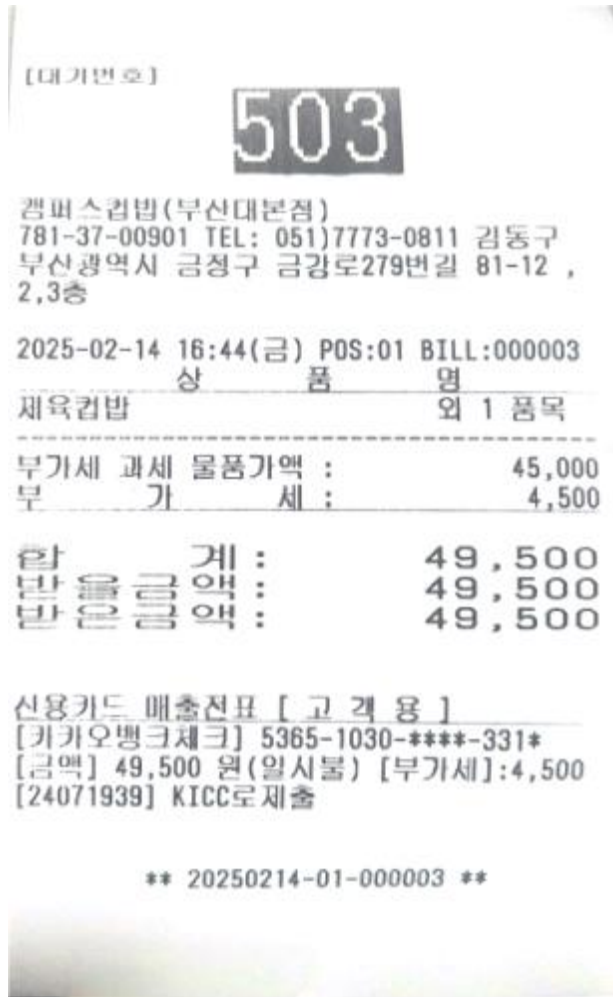 [대기번호]
503
캠퍼스컵밥(부산대본점)
781-37-00901 TEL: 051)7773-0811 김동구
부산광역시 금정구 금강로279번길 81-12 ,
2,3층
2025-02-14 16:44(금) POS:01 BILL:000003
상 품 명
제육컵밥 외 1 품목
부가세 과세 물품가액 : 45,000
부 가 세 : 4,500
합 계 : 49,500
받을금액 : 49,500
받은금액 : 49,500
신용카드 매출전표 [ 고 객 용 ]
[카카오뱅크체크] 5365-1030-****-331*
[금액] 49,500 원(일시불) [부가세]:4,500
[24071939] KICC로제출
** 20250214-01-000003 **